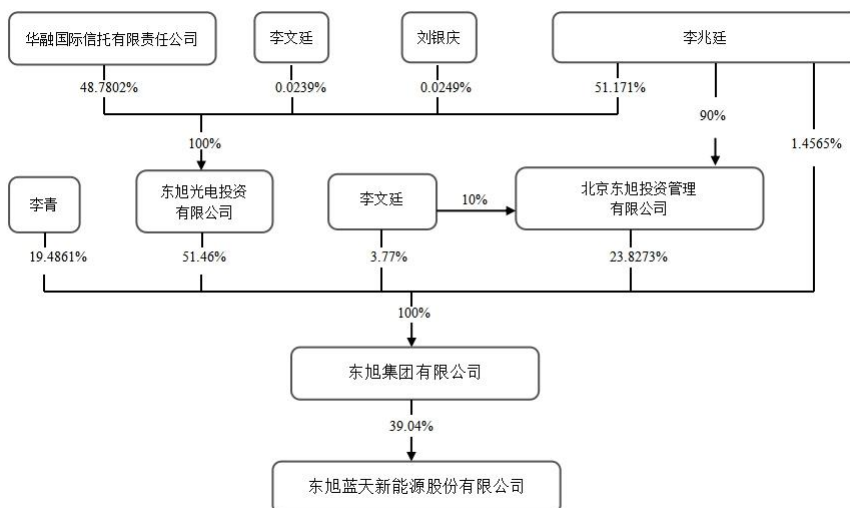 华融国际信托有限责任公司
李文廷
刘银庆
李兆廷
48.7802%
0.0239%
0.0249%
51.171%
90%
1.4565%
100%
李青
东旭光电投资
有限公司
李文廷
10%
北京东旭投资管理
有限公司
19.4861%
51.46%
3.77%
23.8273%
100%
东旭集团有限公司
39.04%
东旭蓝天新能源股份有限公司